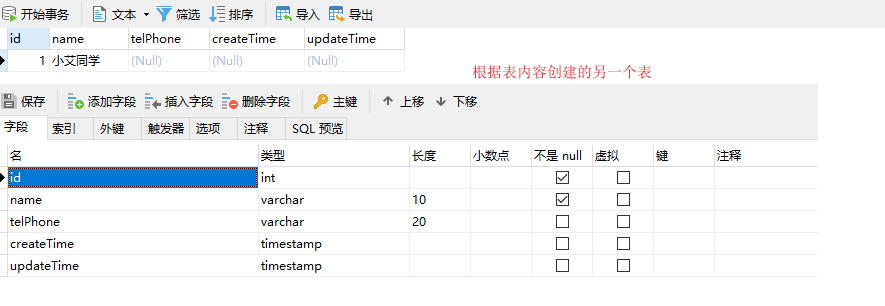 开始事务 文本 筛选 排序 导入 导出
id name telPhone createTime updateTime
1 小艾同学 (Null) (Null) (Null)
根据表内容创建的另一个表
保存 添加字段 插入字段 删除字段 主键 上移 下移
字段 索引 外键 触发器 选项 注释 SQL 预览
名 类型 长度 小数点 不是 null 虚拟 键 注释
id int
name varchar 10
telPhone varchar 20
createTime timestamp
updateTime timestamp